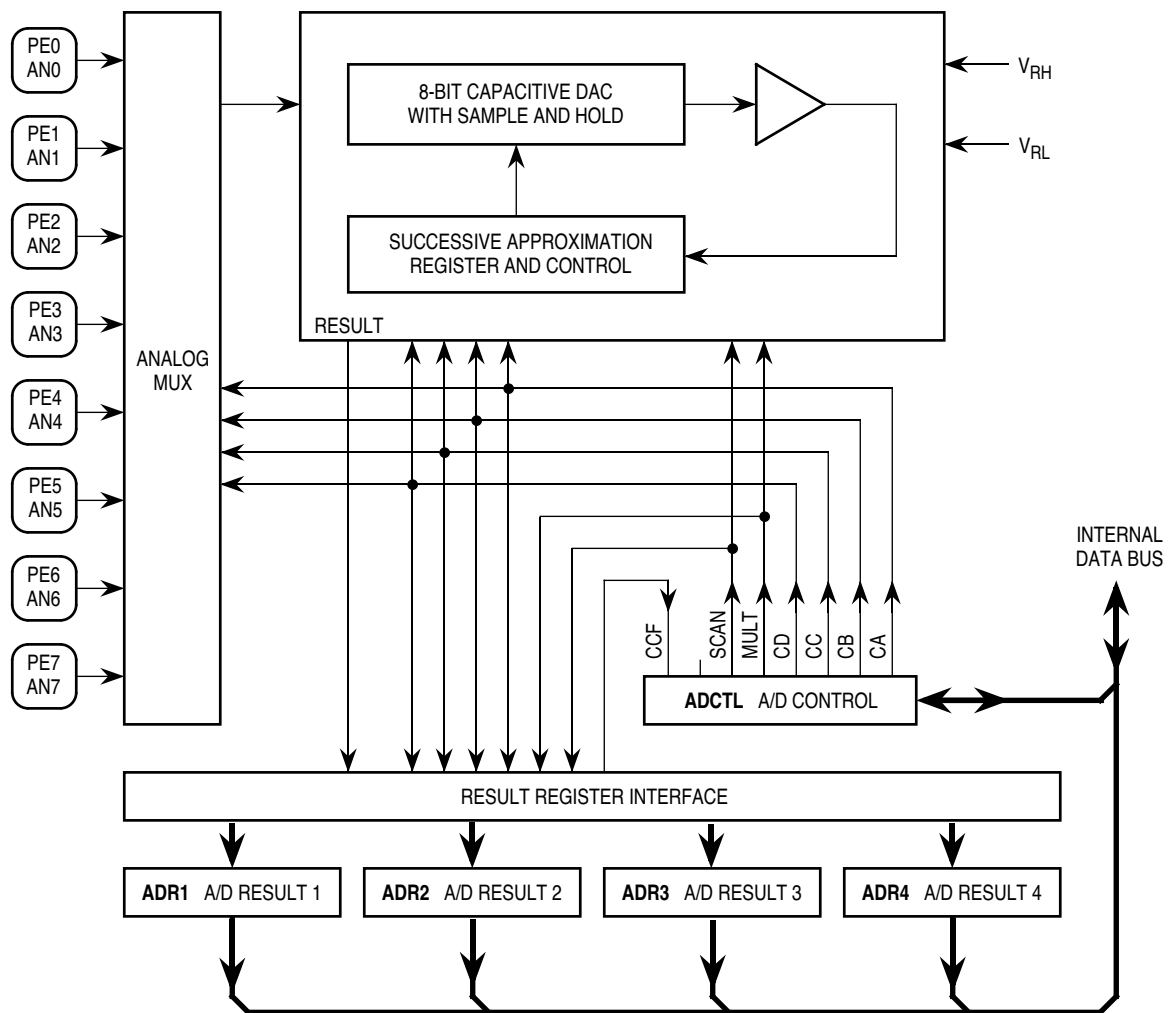 PE0
AN0
PE1
AN1
PE2
AN2
PE3
AN3
PE4
AN4
PE5
AN5
PE6
AN6
PE7
AN7
ANALOG
MUX
8-BIT CAPACITIVE DAC
WITH SAMPLE AND HOLD
SUCCESSIVE APPROXIMATION
REGISTER AND CONTROL
RESULT
VRH
VRL
INTERNAL
DATA BUS
CCF
SCAN
MULT
CD
CC
CB
CA
ADCTL A/D CONTROL
RESULT REGISTER INTERFACE
ADR1 A/D RESULT 1
ADR2 A/D RESULT 2
ADR3 A/D RESULT 3
ADR4 A/D RESULT 4